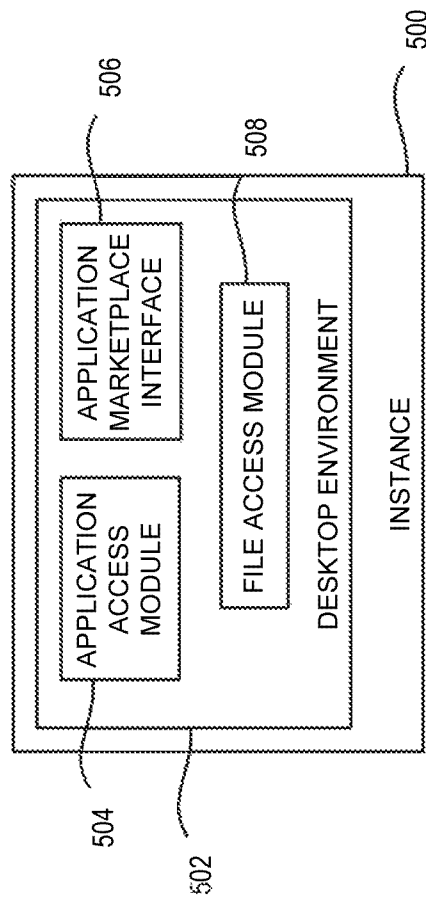 506
508
500
APPLICATION
ACCESS
MODULE
APPLICATION
MARKETPLACE
INTERFACE
FILE ACCESS MODULE
DESKTOP ENVIRONMENT
INSTANCE
504
502